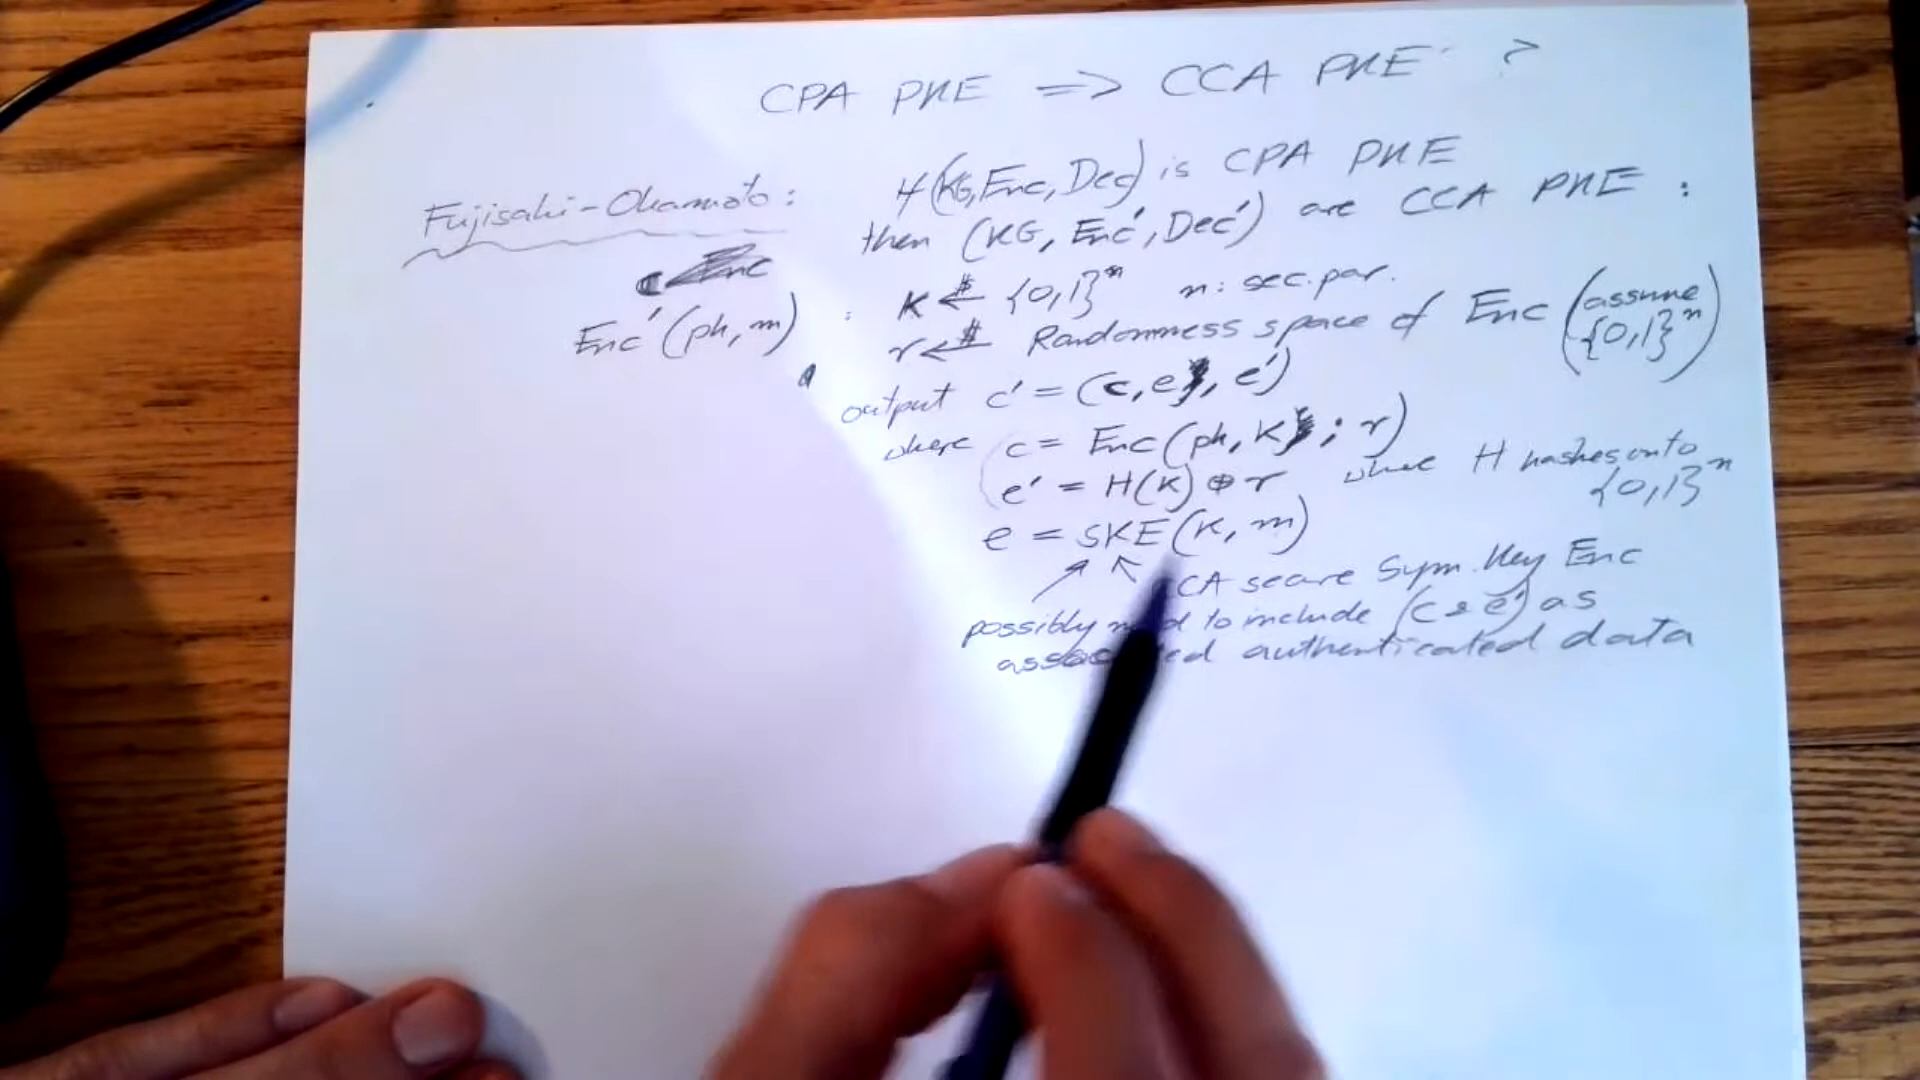 CPA PKE => CCA PKE ?
Fujisaki-Okamoto: If (KG, Enc, Dec) is CPA PKE
then (KG, Enc', Dec') are CCA PKE :
Enc'(pk, m) : K <-$ {0,1}^n n: sec. par.
r <-$ Randomness space of Enc (assume {0,1}^n)
output c' = (c, e, e')
where c = Enc(pk, K; r)
e' = H(K) ⊕ r where H hashes onto {0,1}^n
e = SKE(K, m)
CCA secure Sym. Key Enc
possibly need to include (c & e') as
associated authenticated data